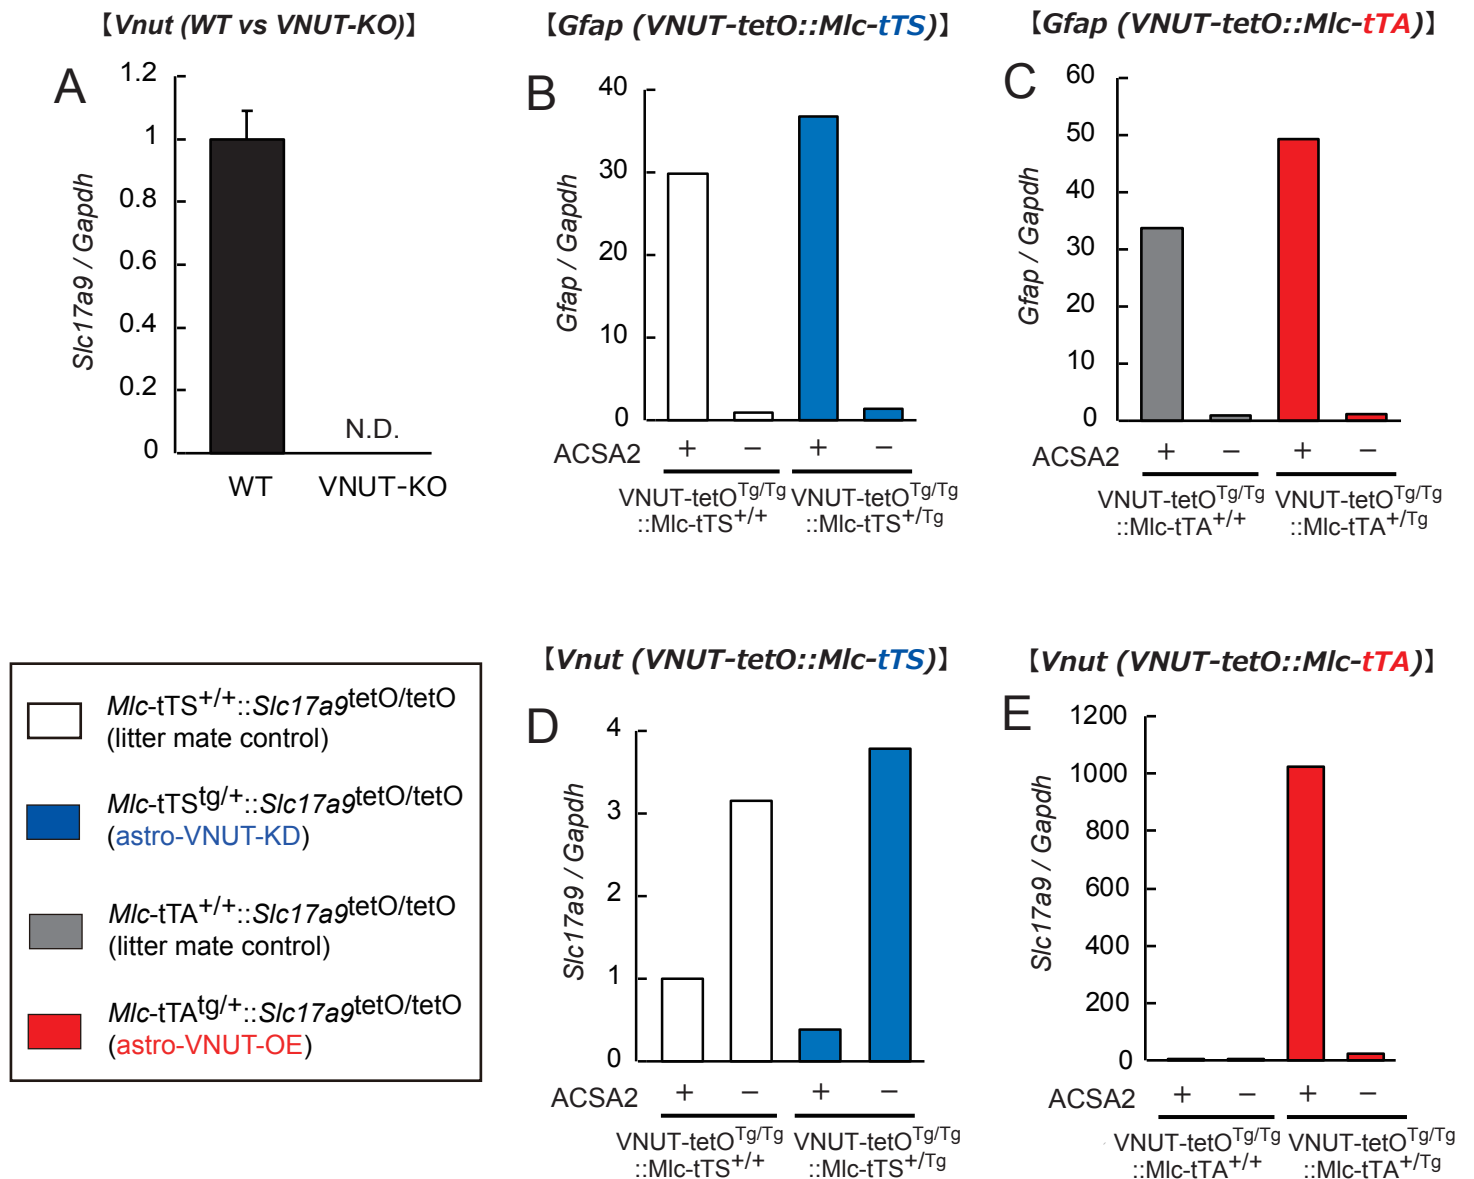 【Vnut (WT vs VNUT-KO)】
A
1.2
1
0.8
0.6
0.4
0.2
0
Slc17a9 / Gapdh
N.D.
WT VNUT-KO
【Gfap (VNUT-tetO::Mlc-tTS)】
B
40
30
20
10
0
Gfap / Gapdh
ACSA2 + − + −
VNUT-tetOTg/Tg VNUT-tetOTg/Tg
::Mlc-tTS+/+ ::Mlc-tTS+/Tg
【Gfap (VNUT-tetO::Mlc-tTA)】
C
60
50
40
30
20
10
0
Gfap / Gapdh
ACSA2 + − + −
VNUT-tetOTg/Tg VNUT-tetOTg/Tg
::Mlc-tTA+/+ ::Mlc-tTA+/Tg
Mlc-tTS+/+::Slc17a9tetO/tetO
(litter mate control)
Mlc-tTStg/+::Slc17a9tetO/tetO
(astro-VNUT-KD)
Mlc-tTA+/+::Slc17a9tetO/tetO
(litter mate control)
Mlc-tTAtg/+::Slc17a9tetO/tetO
(astro-VNUT-OE)
【Vnut (VNUT-tetO::Mlc-tTS)】
D
4
3
2
1
0
Slc17a9 / Gapdh
ACSA2 + − + −
VNUT-tetOTg/Tg VNUT-tetOTg/Tg
::Mlc-tTS+/+ ::Mlc-tTS+/Tg
【Vnut (VNUT-tetO::Mlc-tTA)】
E
1200
1000
800
600
400
200
0
Slc17a9 / Gapdh
ACSA2 + − + −
VNUT-tetOTg/Tg VNUT-tetOTg/Tg
::Mlc-tTA+/+ ::Mlc-tTA+/Tg